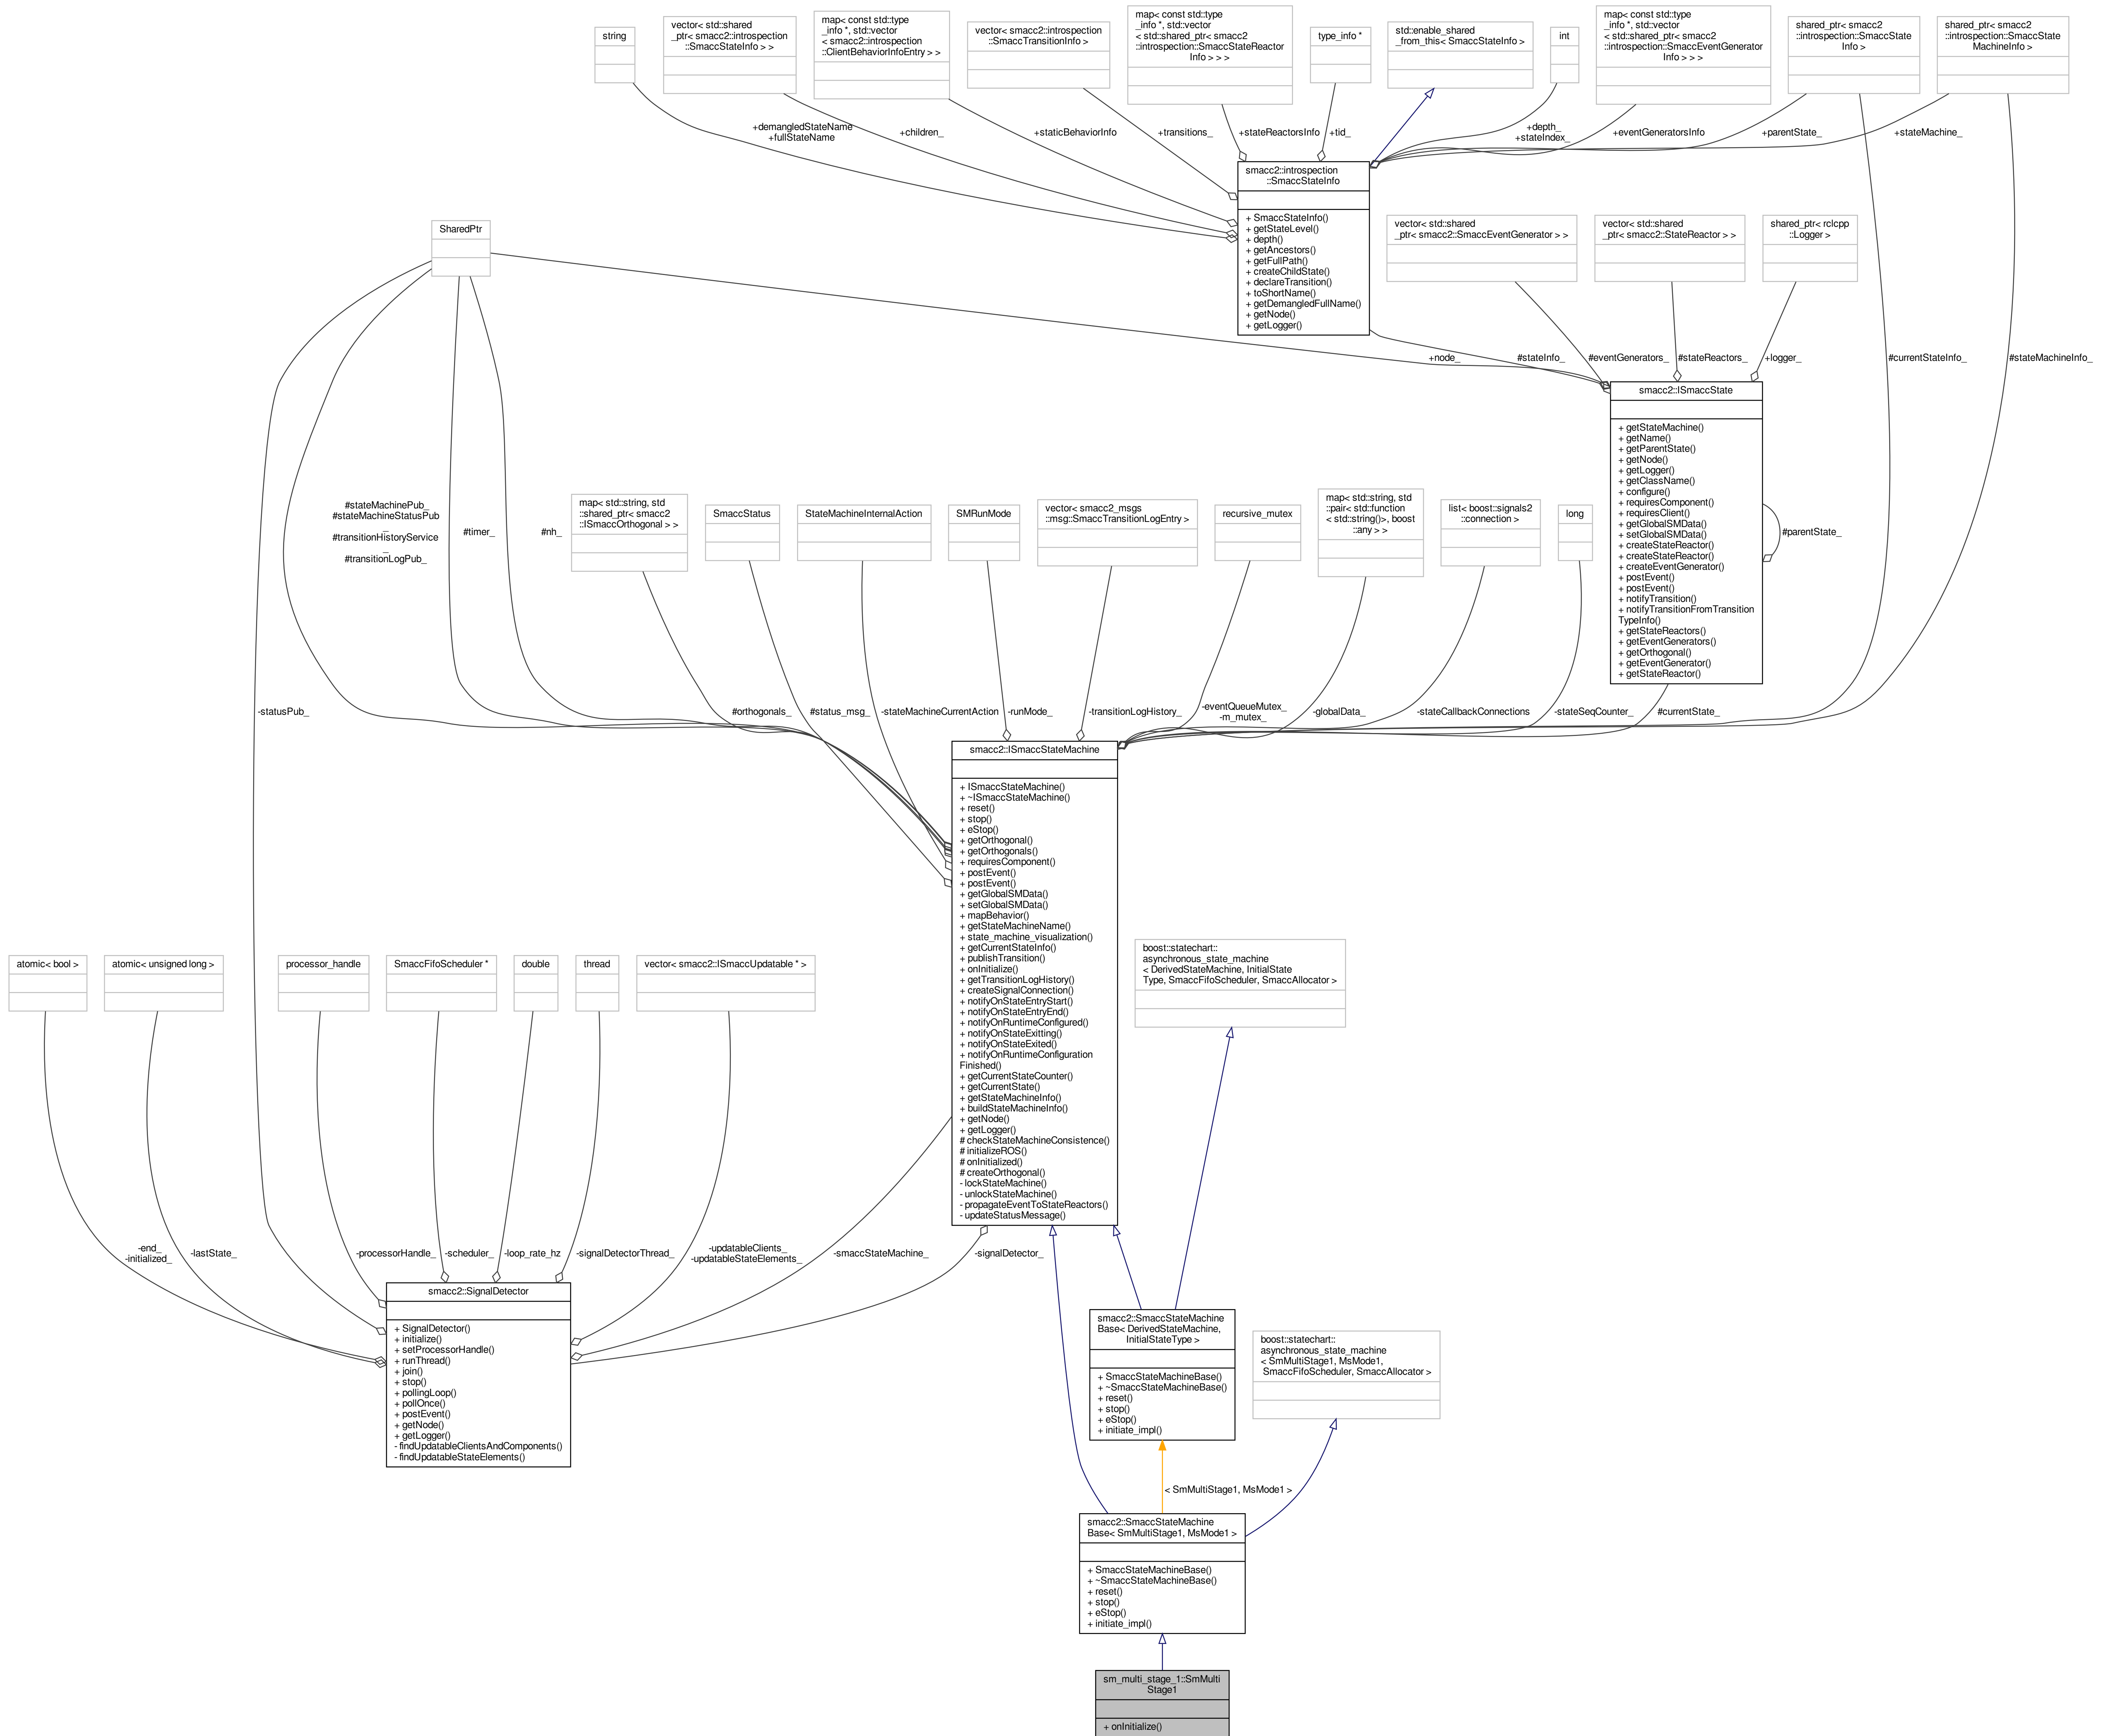 string
vector< std::shared
_ptr< smacc2::introspection
::SmaccStateInfo > >
map< const std::type
_info *, std::vector
< smacc2::introspection
::ClientBehaviorInfoEntry > >
vector< smacc2::introspection
::SmaccTransitionInfo >
map< const std::type
_info *, std::vector
< std::shared_ptr< smacc2
::introspection::SmaccStateReactor
Info > > >
type_info *
std::enable_shared
_from_this< SmaccStateInfo >
int
map< const std::type
_info *, std::vector
< std::shared_ptr< smacc2
::introspection::SmaccEventGenerator
Info > > >
shared_ptr< smacc2
::introspection::SmaccState
Info >
shared_ptr< smacc2
::introspection::SmaccState
MachineInfo >
+demangledStateName
+fullStateName
+children_
+staticBehaviorInfo
+transitions_
+stateReactorsInfo
+tid_
+depth_
+stateIndex_
+eventGeneratorsInfo
+parentState_
+stateMachine_
smacc2::introspection
::SmaccStateInfo
+ SmaccStateInfo()
+ getStateLevel()
+ depth()
+ getAncestors()
+ getFullPath()
+ createChildState()
+ declareTransition()
+ toShortName()
+ getDemangledFullName()
+ getNode()
+ getLogger()
SharedPtr
vector< std::shared
_ptr< smacc2::SmaccEventGenerator > >
vector< std::shared
_ptr< smacc2::StateReactor > >
shared_ptr< rclcpp
::Logger >
+node_
#stateInfo_
#eventGenerators_
#stateReactors_
+logger_
#currentStateInfo_
#stateMachineInfo_
smacc2::ISmaccState
+ getStateMachine()
+ getName()
+ getParentState()
+ getNode()
+ getLogger()
+ getClassName()
+ configure()
+ requiresComponent()
+ requiresClient()
+ getGlobalSMData()
+ setGlobalSMData()
+ createStateReactor()
+ createStateReactor()
+ createEventGenerator()
+ postEvent()
+ postEvent()
+ notifyTransition()
+ notifyTransitionFromTransition
TypeInfo()
+ getStateReactors()
+ getEventGenerators()
+ getOrthogonal()
+ getEventGenerator()
+ getStateReactor()
#parentState_
#stateMachinePub_
#stateMachineStatusPub
_
#transitionHistoryService
_
#transitionLogPub_
#timer_
#nh_
map< std::string, std
::shared_ptr< smacc2
::ISmaccOrthogonal > >
SmaccStatus
StateMachineInternalAction
SMRunMode
vector< smacc2_msgs
::msg::SmaccTransitionLogEntry >
recursive_mutex
map< std::string, std
::pair< std::function
< std::string()>, boost
::any > >
list< boost::signals2
::connection >
long
-statusPub_
#orthogonals_
#status_msg_
-stateMachineCurrentAction
-runMode_
-transitionLogHistory_
-eventQueueMutex_
-m_mutex_
-globalData_
-stateCallbackConnections
-stateSeqCounter_
#currentState_
smacc2::ISmaccStateMachine
+ ISmaccStateMachine()
+ ~ISmaccStateMachine()
+ reset()
+ stop()
+ eStop()
+ getOrthogonal()
+ getOrthogonals()
+ requiresComponent()
+ postEvent()
+ postEvent()
+ getGlobalSMData()
+ setGlobalSMData()
+ mapBehavior()
+ getStateMachineName()
+ state_machine_visualization()
+ getCurrentStateInfo()
+ publishTransition()
+ onInitialize()
+ getTransitionLogHistory()
+ createSignalConnection()
+ notifyOnStateEntryStart()
+ notifyOnStateEntryEnd()
+ notifyOnRuntimeConfigured()
+ notifyOnStateExitting()
+ notifyOnStateExited()
+ notifyOnRuntimeConfiguration
Finished()
+ getCurrentStateCounter()
+ getCurrentState()
+ getStateMachineInfo()
+ buildStateMachineInfo()
+ getNode()
+ getLogger()
# checkStateMachineConsistence()
# initializeROS()
# onInitialized()
# createOrthogonal()
- lockStateMachine()
- unlockStateMachine()
- propagateEventToStateReactors()
- updateStatusMessage()
atomic< bool >
atomic< unsigned long >
processor_handle
SmaccFifoScheduler *
double
thread
vector< smacc2::ISmaccUpdatable * >
boost::statechart::
asynchronous_state_machine
< DerivedStateMachine, InitialState
Type, SmaccFifoScheduler, SmaccAllocator >
-end_
-initialized_
-lastState_
-processorHandle_
-scheduler_
-loop_rate_hz
-signalDetectorThread_
-updatableClients_
-updatableStateElements_
-smaccStateMachine_
-signalDetector_
smacc2::SignalDetector
+ SignalDetector()
+ initialize()
+ setProcessorHandle()
+ runThread()
+ join()
+ stop()
+ pollingLoop()
+ pollOnce()
+ postEvent()
+ getNode()
+ getLogger()
- findUpdatableClientsAndComponents()
- findUpdatableStateElements()
smacc2::SmaccStateMachine
Base< DerivedStateMachine,
InitialStateType >
+ SmaccStateMachineBase()
+ ~SmaccStateMachineBase()
+ reset()
+ stop()
+ eStop()
+ initiate_impl()
boost::statechart::
asynchronous_state_machine
< SmMultiStage1, MsMode1,
SmaccFifoScheduler, SmaccAllocator >
< SmMultiStage1, MsMode1 >
smacc2::SmaccStateMachine
Base< SmMultiStage1, MsMode1 >
+ SmaccStateMachineBase()
+ ~SmaccStateMachineBase()
+ reset()
+ stop()
+ eStop()
+ initiate_impl()
sm_multi_stage_1::SmMulti
Stage1
+ onInitialize()